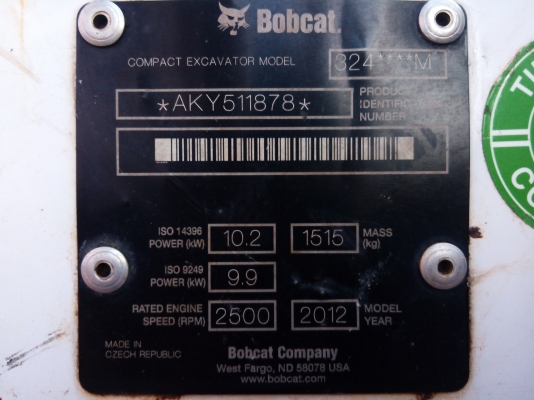 Bobcat.
COMPACT EXCAVATOR MODEL 324****M
*AKY511878* PRODUCT
IDENTIFICATION
NUMBER
ISO 14396
POWER (kW) 10.2 1515 MASS
(kg)
ISO 9249
POWER (kW) 9.9
RATED ENGINE
SPEED (RPM) 2500 2012 MODEL
YEAR
MADE IN
CZECH REPUBLIC
Bobcat Company
West Fargo, ND 58078 USA
www.bobcat.com